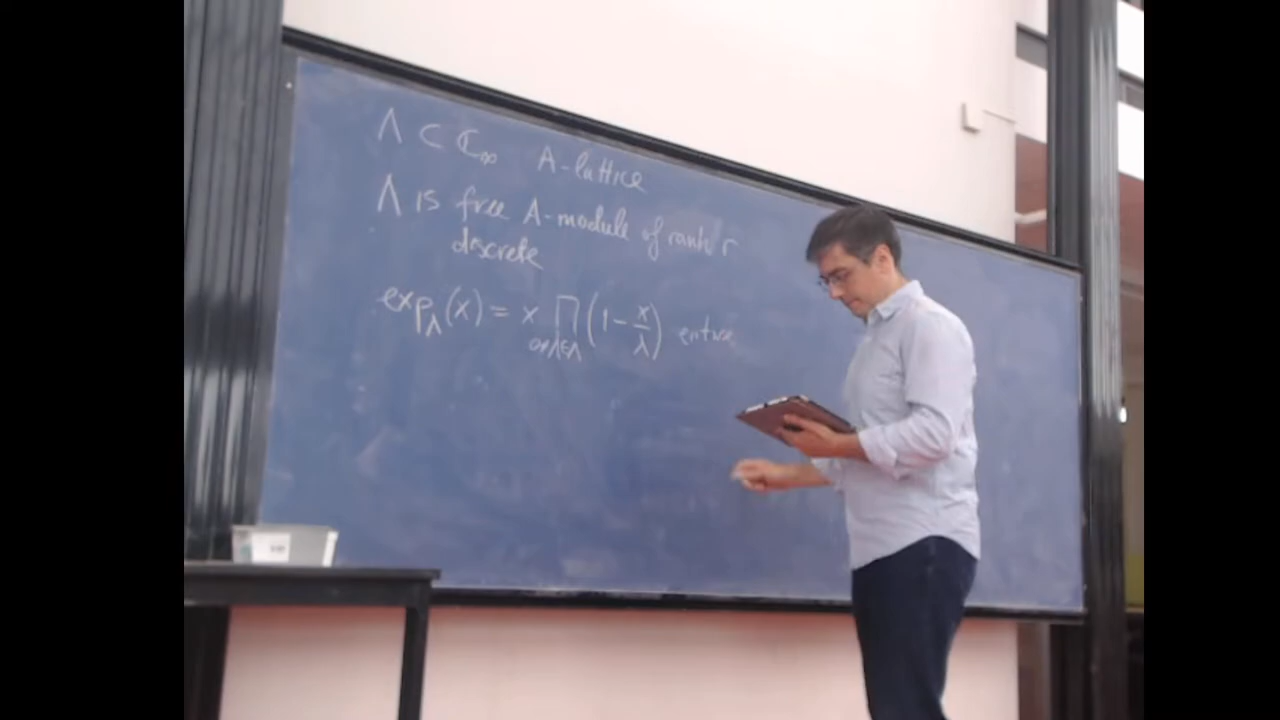 Λ ⊂ ℂ∞ A-lattice
Λ is free A-module of rank r
discrete
exp_Λ(x) = x ∏_{0≠λ∈Λ} (1 - x/λ) entire